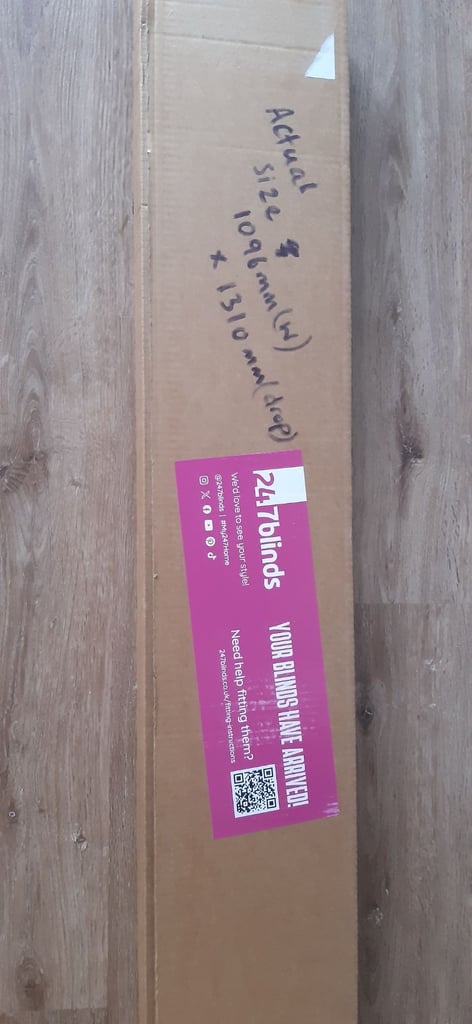 Actual
size :
1096mm(W)
x 1310mm(drop)
247blinds
We'd love to see your style!
@247blinds | #My247Home
YOUR BLINDS HAVE ARRIVED!
Need help fitting them?
247blinds.co.uk/fitting-instructions